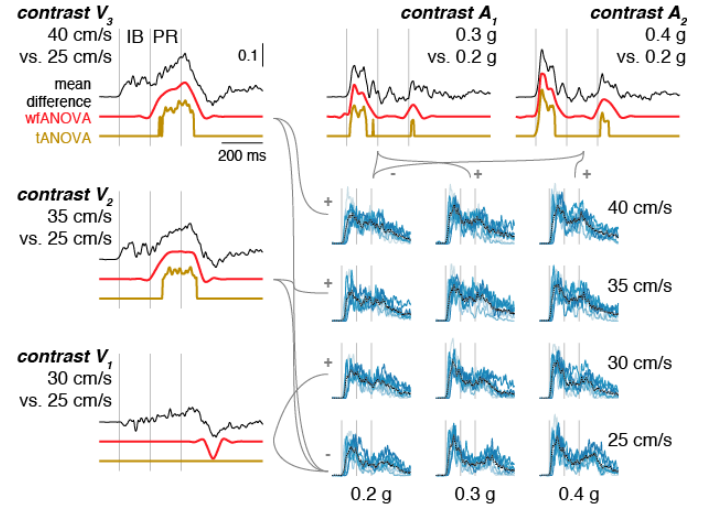 contrast V3
40 cm/s
vs. 25 cm/s
IB PR
0.1
mean
difference
wfANOVA
tANOVA
200 ms
contrast A1
0.3 g
vs. 0.2 g
contrast A2
0.4 g
vs. 0.2 g
- + +
contrast V2
35 cm/s
vs. 25 cm/s
+ 40 cm/s
+ 35 cm/s
contrast V1
30 cm/s
vs. 25 cm/s
+ 30 cm/s
- 25 cm/s
0.2 g 0.3 g 0.4 g